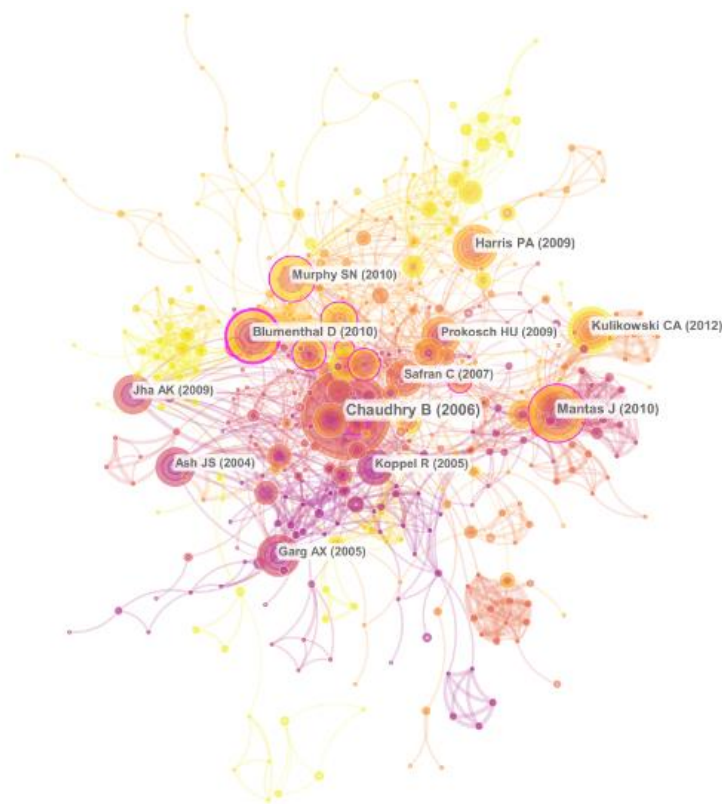 Harris PA (2009)
Murphy SN (2010)
Blumenthal D (2010)
Prokosch HU (2009)
Kulikowski CA (2012)
Safran C (2007)
Jha AK (2009)
Chaudhry B (2006)
Mantas J (2010)
Ash JS (2004)
Koppel R (2005)
Garg AX (2005)